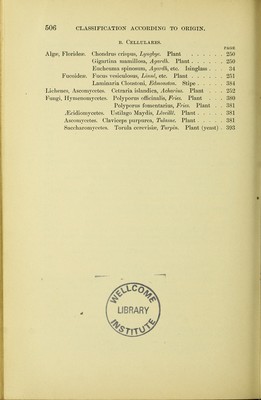 506 CLASSIFICATION ACCORDING TO ORIGIN.
B. CELLULARES.
PAGE
Algæ, Florideæ. Chondrus crispus, Lyngbye. Plant . . . . . . . 250
Gigartina mamillosa, Agardh. Plant . . . . . . 250
Eucheuma spinosum, Agardh, etc. Isinglass . . . 34
Fucoideæ. Fucus vesiculosus, Linné, etc. Plant . . . . . 251
Laminaria Cloustoni, Edmonston. Stipe . . . . . 384
Lichenes, Ascomycetes. Cetraria islandica, Acharius. Plant . . . . 252
Fungi, Hymenomycetes. Polyporus officinalis, Fries. Plant . . . . 380
Polyporus fomentarius, Fries. Plant . . 381
Æcidiomycetes. Ustilago Maydis, Léveillé. Plant . . . . . 381
Ascomycetes. Claviceps purpurea, Tulasne. Plant . . . . . 381
Saccharomycetes. Torula cerevisiæ, Turpin. Plant (yeast) . 393
WELLCOME
LIBRARY